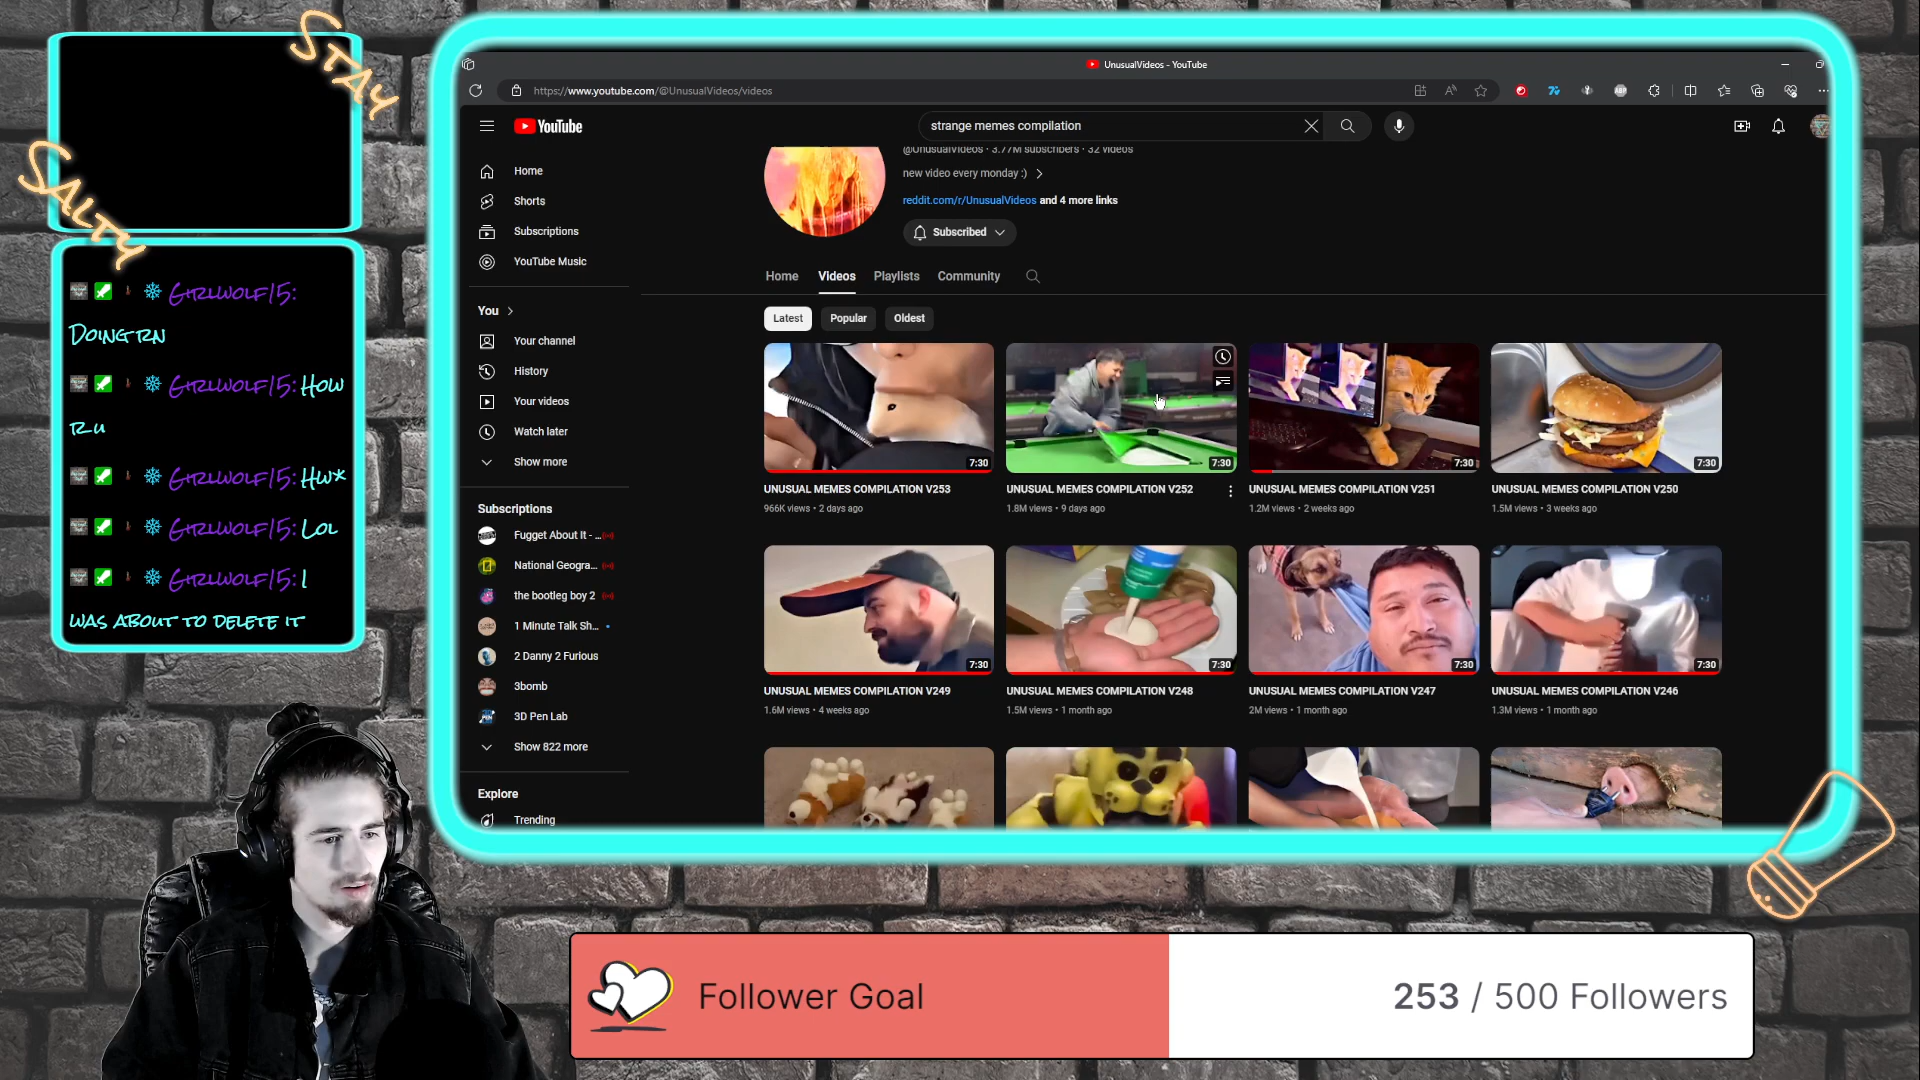 STAY
SALTY
GIRLWOLF15:
DOING RN
GIRLWOLF15: HOW
R U
GIRLWOLF15: HW*
GIRLWOLF15: LOL
GIRLWOLF15: I
WAS ABOUT TO DELETE IT
UnusualVideos - YouTube
https://www.youtube.com/@UnusualVideos/videos
YouTube
strange memes compilation
Home
Shorts
Subscriptions
YouTube Music
You
Your channel
History
Your videos
Watch later
Show more
Subscriptions
Fugget About It - ...
National Geogra...
the bootleg boy 2
1 Minute Talk Sh...
2 Danny 2 Furious
3bomb
3D Pen Lab
Show 822 more
Explore
Trending
@UnusualVideos · 3.77M subscribers · 32 videos
new video every monday :)
reddit.com/r/UnusualVideos and 4 more links
Subscribed
Home Videos Playlists Community
Latest Popular Oldest
7:30 7:30 7:30 7:30
UNUSUAL MEMES COMPILATION V253 UNUSUAL MEMES COMPILATION V252 UNUSUAL MEMES COMPILATION V251 UNUSUAL MEMES COMPILATION V250
966K views • 2 days ago 1.8M views • 9 days ago 1.2M views • 2 weeks ago 1.5M views • 3 weeks ago
7:30 7:30 7:30 7:30
UNUSUAL MEMES COMPILATION V249 UNUSUAL MEMES COMPILATION V248 UNUSUAL MEMES COMPILATION V247 UNUSUAL MEMES COMPILATION V246
1.6M views • 4 weeks ago 1.5M views • 1 month ago 2M views • 1 month ago 1.3M views • 1 month ago
Follower Goal 253 / 500 Followers